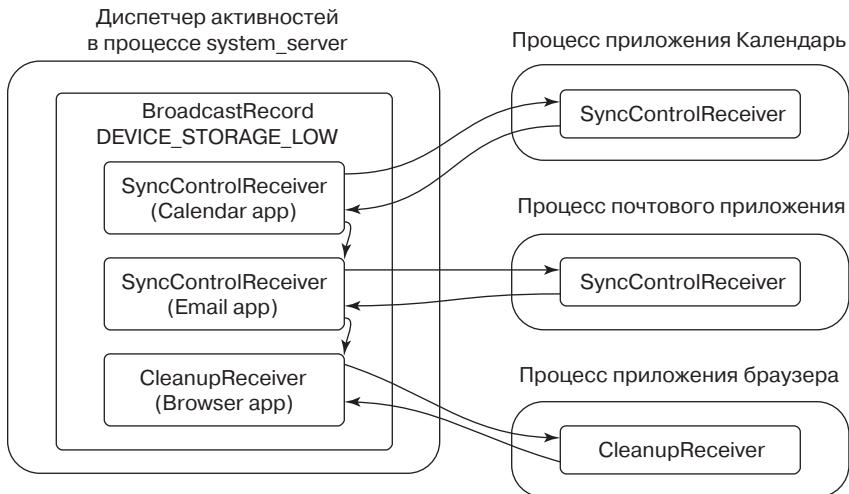 Диспетчер активностей
в процессе system_server
BroadcastRecord
DEVICE_STORAGE_LOW
SyncControlReceiver
(Calendar app)
SyncControlReceiver
(Email app)
CleanupReceiver
(Browser app)
Процесс приложения Календарь
SyncControlReceiver
Процесс почтового приложения
SyncControlReceiver
Процесс приложения браузера
CleanupReceiver